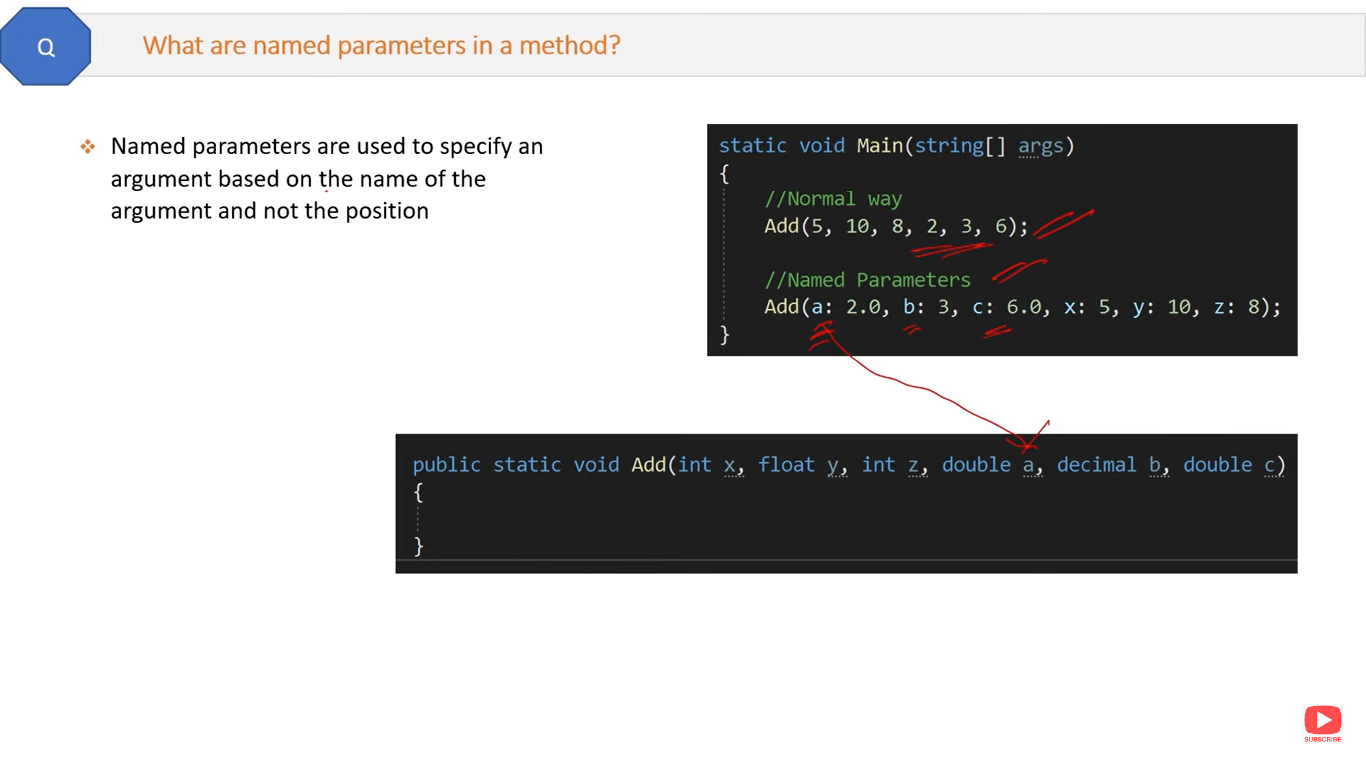 Q
What are named parameters in a method?
Named parameters are used to specify an
argument based on the name of the
argument and not the position
static void Main(string[] args)
{
//Normal way
Add(5, 10, 8, 2, 3, 6);
//Named Parameters
Add(a: 2.0, b: 3, c: 6.0, x: 5, y: 10, z: 8);
}
public static void Add(int x, float y, int z, double a, decimal b, double c)
{
}
SUBSCRIBE